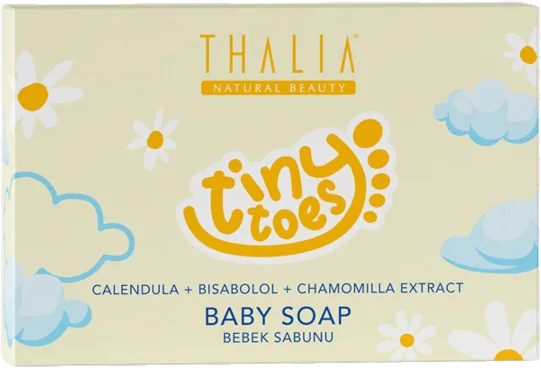 THALIA®
NATURAL BEAUTY
tiny
toes
CALENDULA + BISABOLOL + CHAMOMILLA EXTRACT
BABY SOAP
BEBEK SABUNU